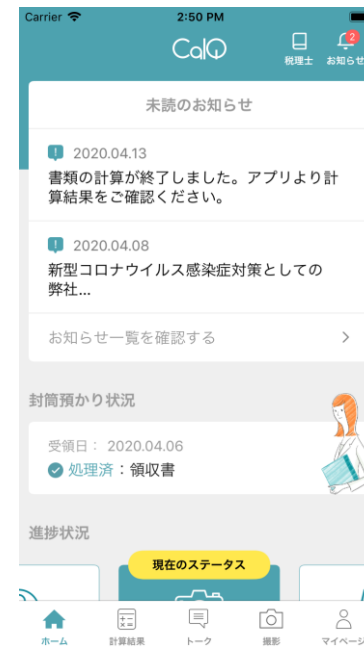 Carrier 2:50 PM
CalQ
税理士
2
お知らせ
未読のお知らせ
2020.04.13
書類の計算が終了しました。アプリより計
算結果をご確認ください。
2020.04.08
新型コロナウイルス感染症対策としての
弊社...
お知らせ一覧を確認する
封筒預かり状況
受領日： 2020.04.06
処理済：領収書
進捗状況
現在のステータス
ホーム 計算結果 トーク 撮影 マイページ